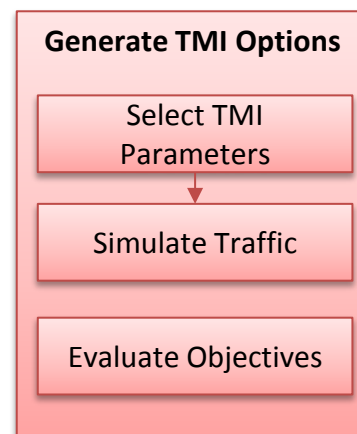 Generate TMI Options
Select TMI
Parameters
Simulate Traffic
Evaluate Objectives